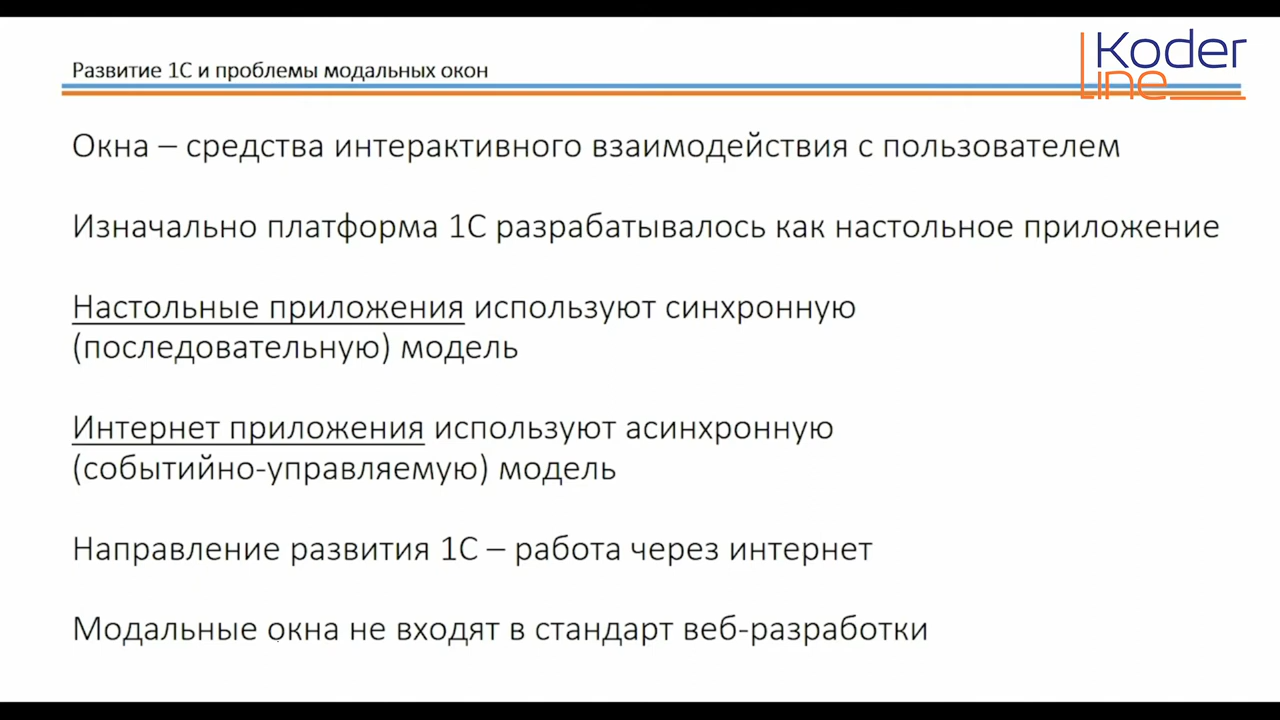 Развитие 1С и проблемы модальных окон
Koder
Line
Окна – средства интерактивного взаимодействия с пользователем
Изначально платформа 1С разрабатывалось как настольное приложение
Настольные приложения используют синхронную
(последовательную) модель
Интернет приложения используют асинхронную
(событийно-управляемую) модель
Направление развития 1С – работа через интернет
Модальные окна не входят в стандарт веб-разработки